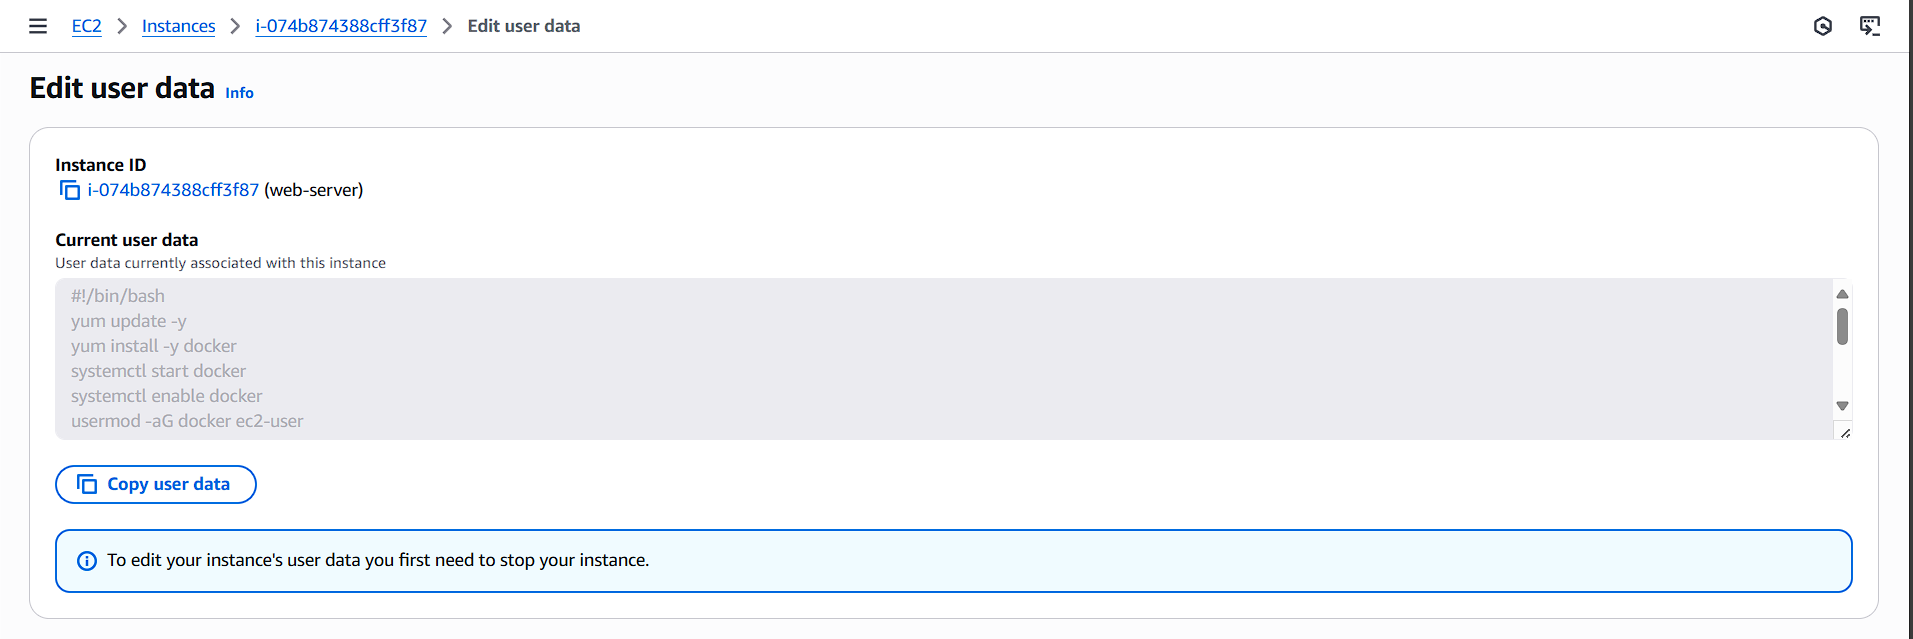 EC2 > Instances > i-074b874388cff3f87 > Edit user data
Edit user data Info
Instance ID
i-074b874388cff3f87 (web-server)
Current user data
User data currently associated with this instance
#!/bin/bash
yum update -y
yum install -y docker
systemctl start docker
systemctl enable docker
usermod -aG docker ec2-user
Copy user data
To edit your instance's user data you first need to stop your instance.